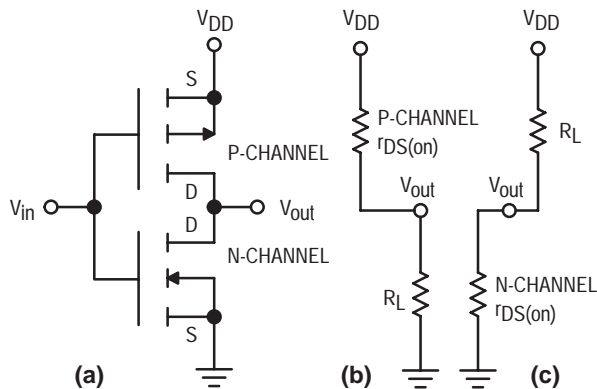 VDD
S
P-CHANNEL
D
Vin
Vout
D
N-CHANNEL
S
(a)
VDD
P-CHANNEL
rDS(on)
Vout
RL
(b)
VDD
RL
Vout
N-CHANNEL
rDS(on)
(c)